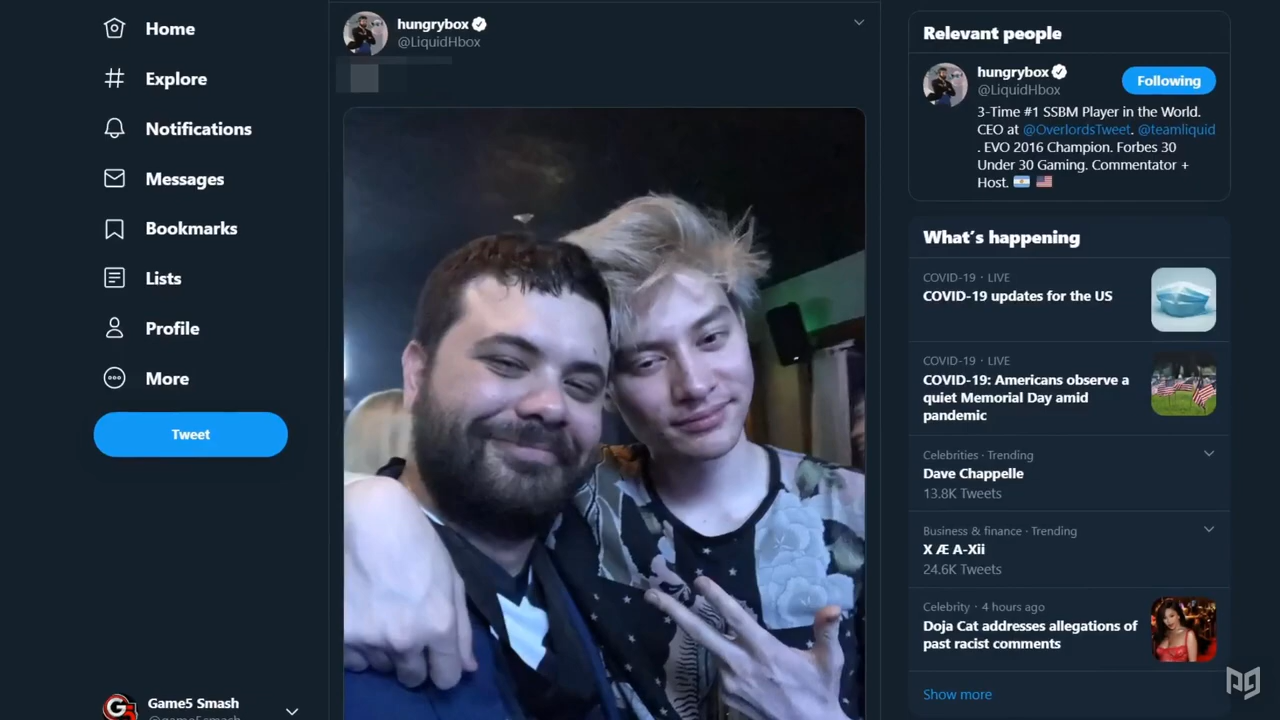 Home
Explore
Notifications
Messages
Bookmarks
Lists
Profile
More
Tweet
Game5 Smash
@game5smash
hungrybox
@LiquidHbox
Relevant people
hungrybox
@LiquidHbox
Following
3-Time #1 SSBM Player in the World.
CEO at @OverlordsTweet. @teamliquid
. EVO 2016 Champion. Forbes 30
Under 30 Gaming. Commentator +
Host. 🇦🇷 🇺🇸
What's happening
COVID-19 · LIVE
COVID-19 updates for the US
COVID-19 · LIVE
COVID-19: Americans observe a
quiet Memorial Day amid
pandemic
Celebrities · Trending
Dave Chappelle
13.8K Tweets
Business & finance · Trending
X Æ A-Xii
24.6K Tweets
Celebrity · 4 hours ago
Doja Cat addresses allegations of
past racist comments
Show more